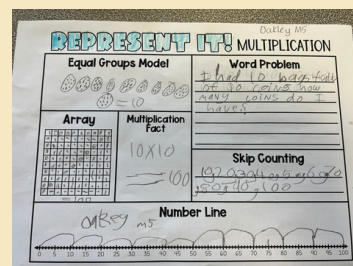 Oakley M5
REPRESENT IT! MULTIPLICATION
Equal Groups Model
=10
Word Problem
I had 10 bags full
of 10 coins how
many coins do I
have?
Array
=100
Multiplication
Fact
10X10
=100
Skip Counting
100
Number Line
oakley m5
0 5 10 15 20 25 30 35 40 45 50 55 60 65 70 75 80 85 90 95 100